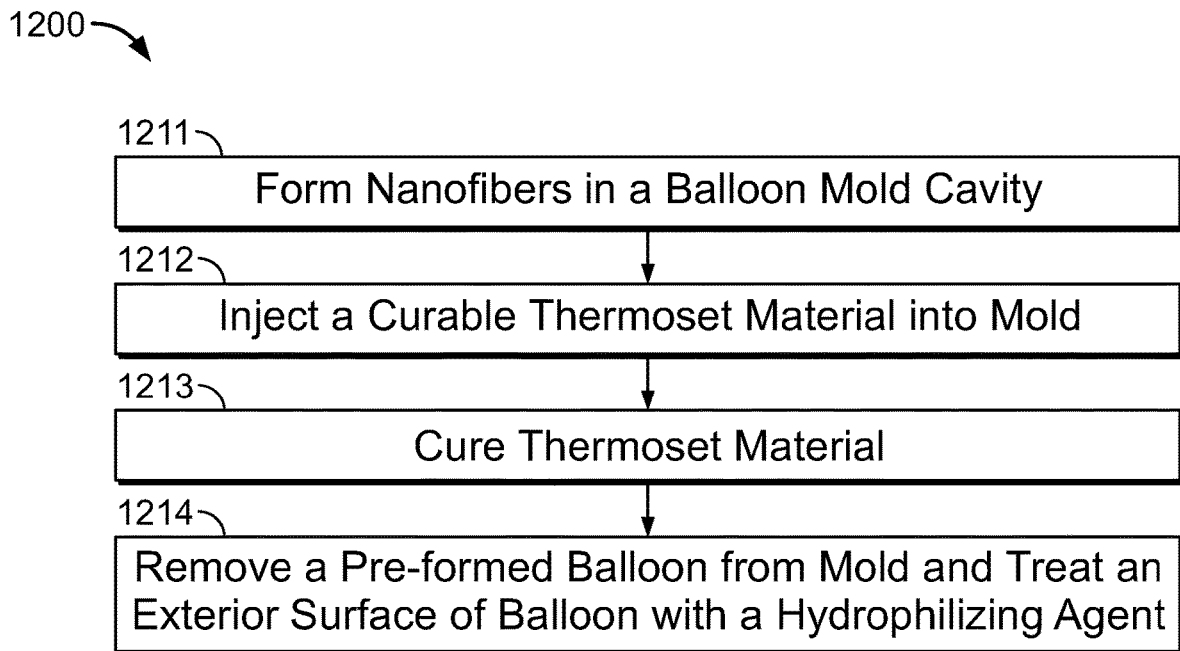 1200
1211
Form Nanofibers in a Balloon Mold Cavity
1212
Inject a Curable Thermoset Material into Mold
1213
Cure Thermoset Material
1214
Remove a Pre-formed Balloon from Mold and Treat an
Exterior Surface of Balloon with a Hydrophilizing Agent